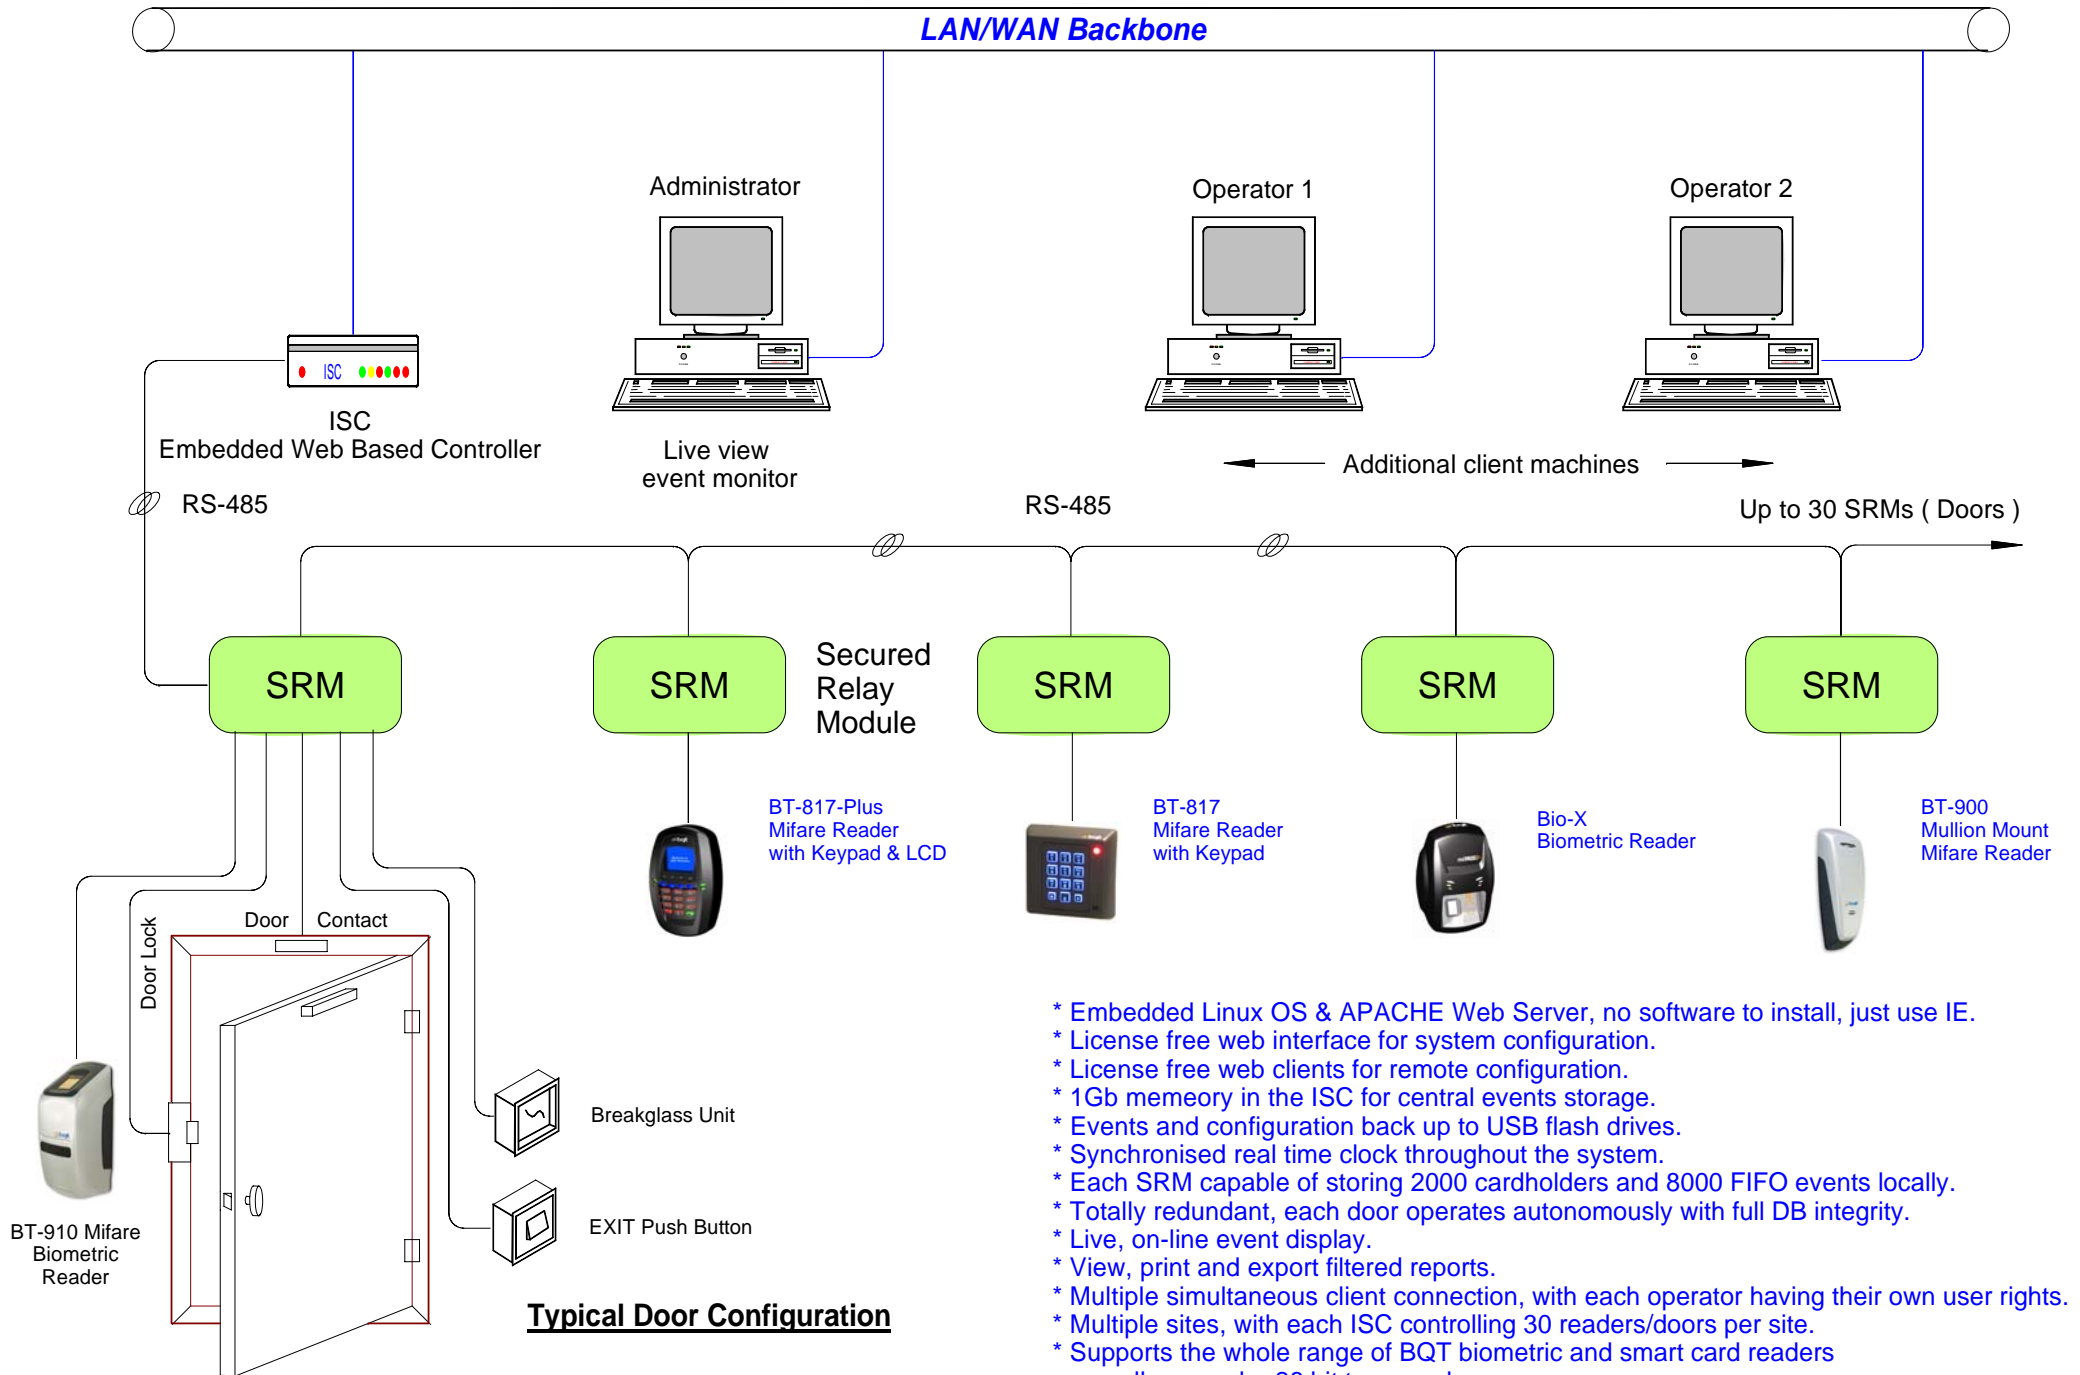 LAN/WAN Backbone
Administrator
Operator 1
Operator 2
ISC
ISC
Embedded Web Based Controller
Live view
event monitor
Additional client machines
RS-485
RS-485
Up to 30 SRMs ( Doors )
SRM
SRM
Secured
Relay
Module
SRM
SRM
SRM
BT-817-Plus
Mifare Reader
with Keypad & LCD
BT-817
Mifare Reader
with Keypad
Bio-X
Biometric Reader
BT-900
Mullion Mount
Mifare Reader
Door Contact
Door Lock
Breakglass Unit
EXIT Push Button
BT-910 Mifare
Biometric
Reader
Typical Door Configuration
* Embedded Linux OS & APACHE Web Server, no software to install, just use IE.
* License free web interface for system configuration.
* License free web clients for remote configuration.
* 1Gb memeory in the ISC for central events storage.
* Events and configuration back up to USB flash drives.
* Synchronised real time clock throughout the system.
* Each SRM capable of storing 2000 cardholders and 8000 FIFO events locally.
* Totally redundant, each door operates autonomously with full DB integrity.
* Live, on-line event display.
* View, print and export filtered reports.
* Multiple simultaneous client connection, with each operator having their own user rights.
* Multiple sites, with each ISC controlling 30 readers/doors per site.
* Supports the whole range of BQT biometric and smart card readers